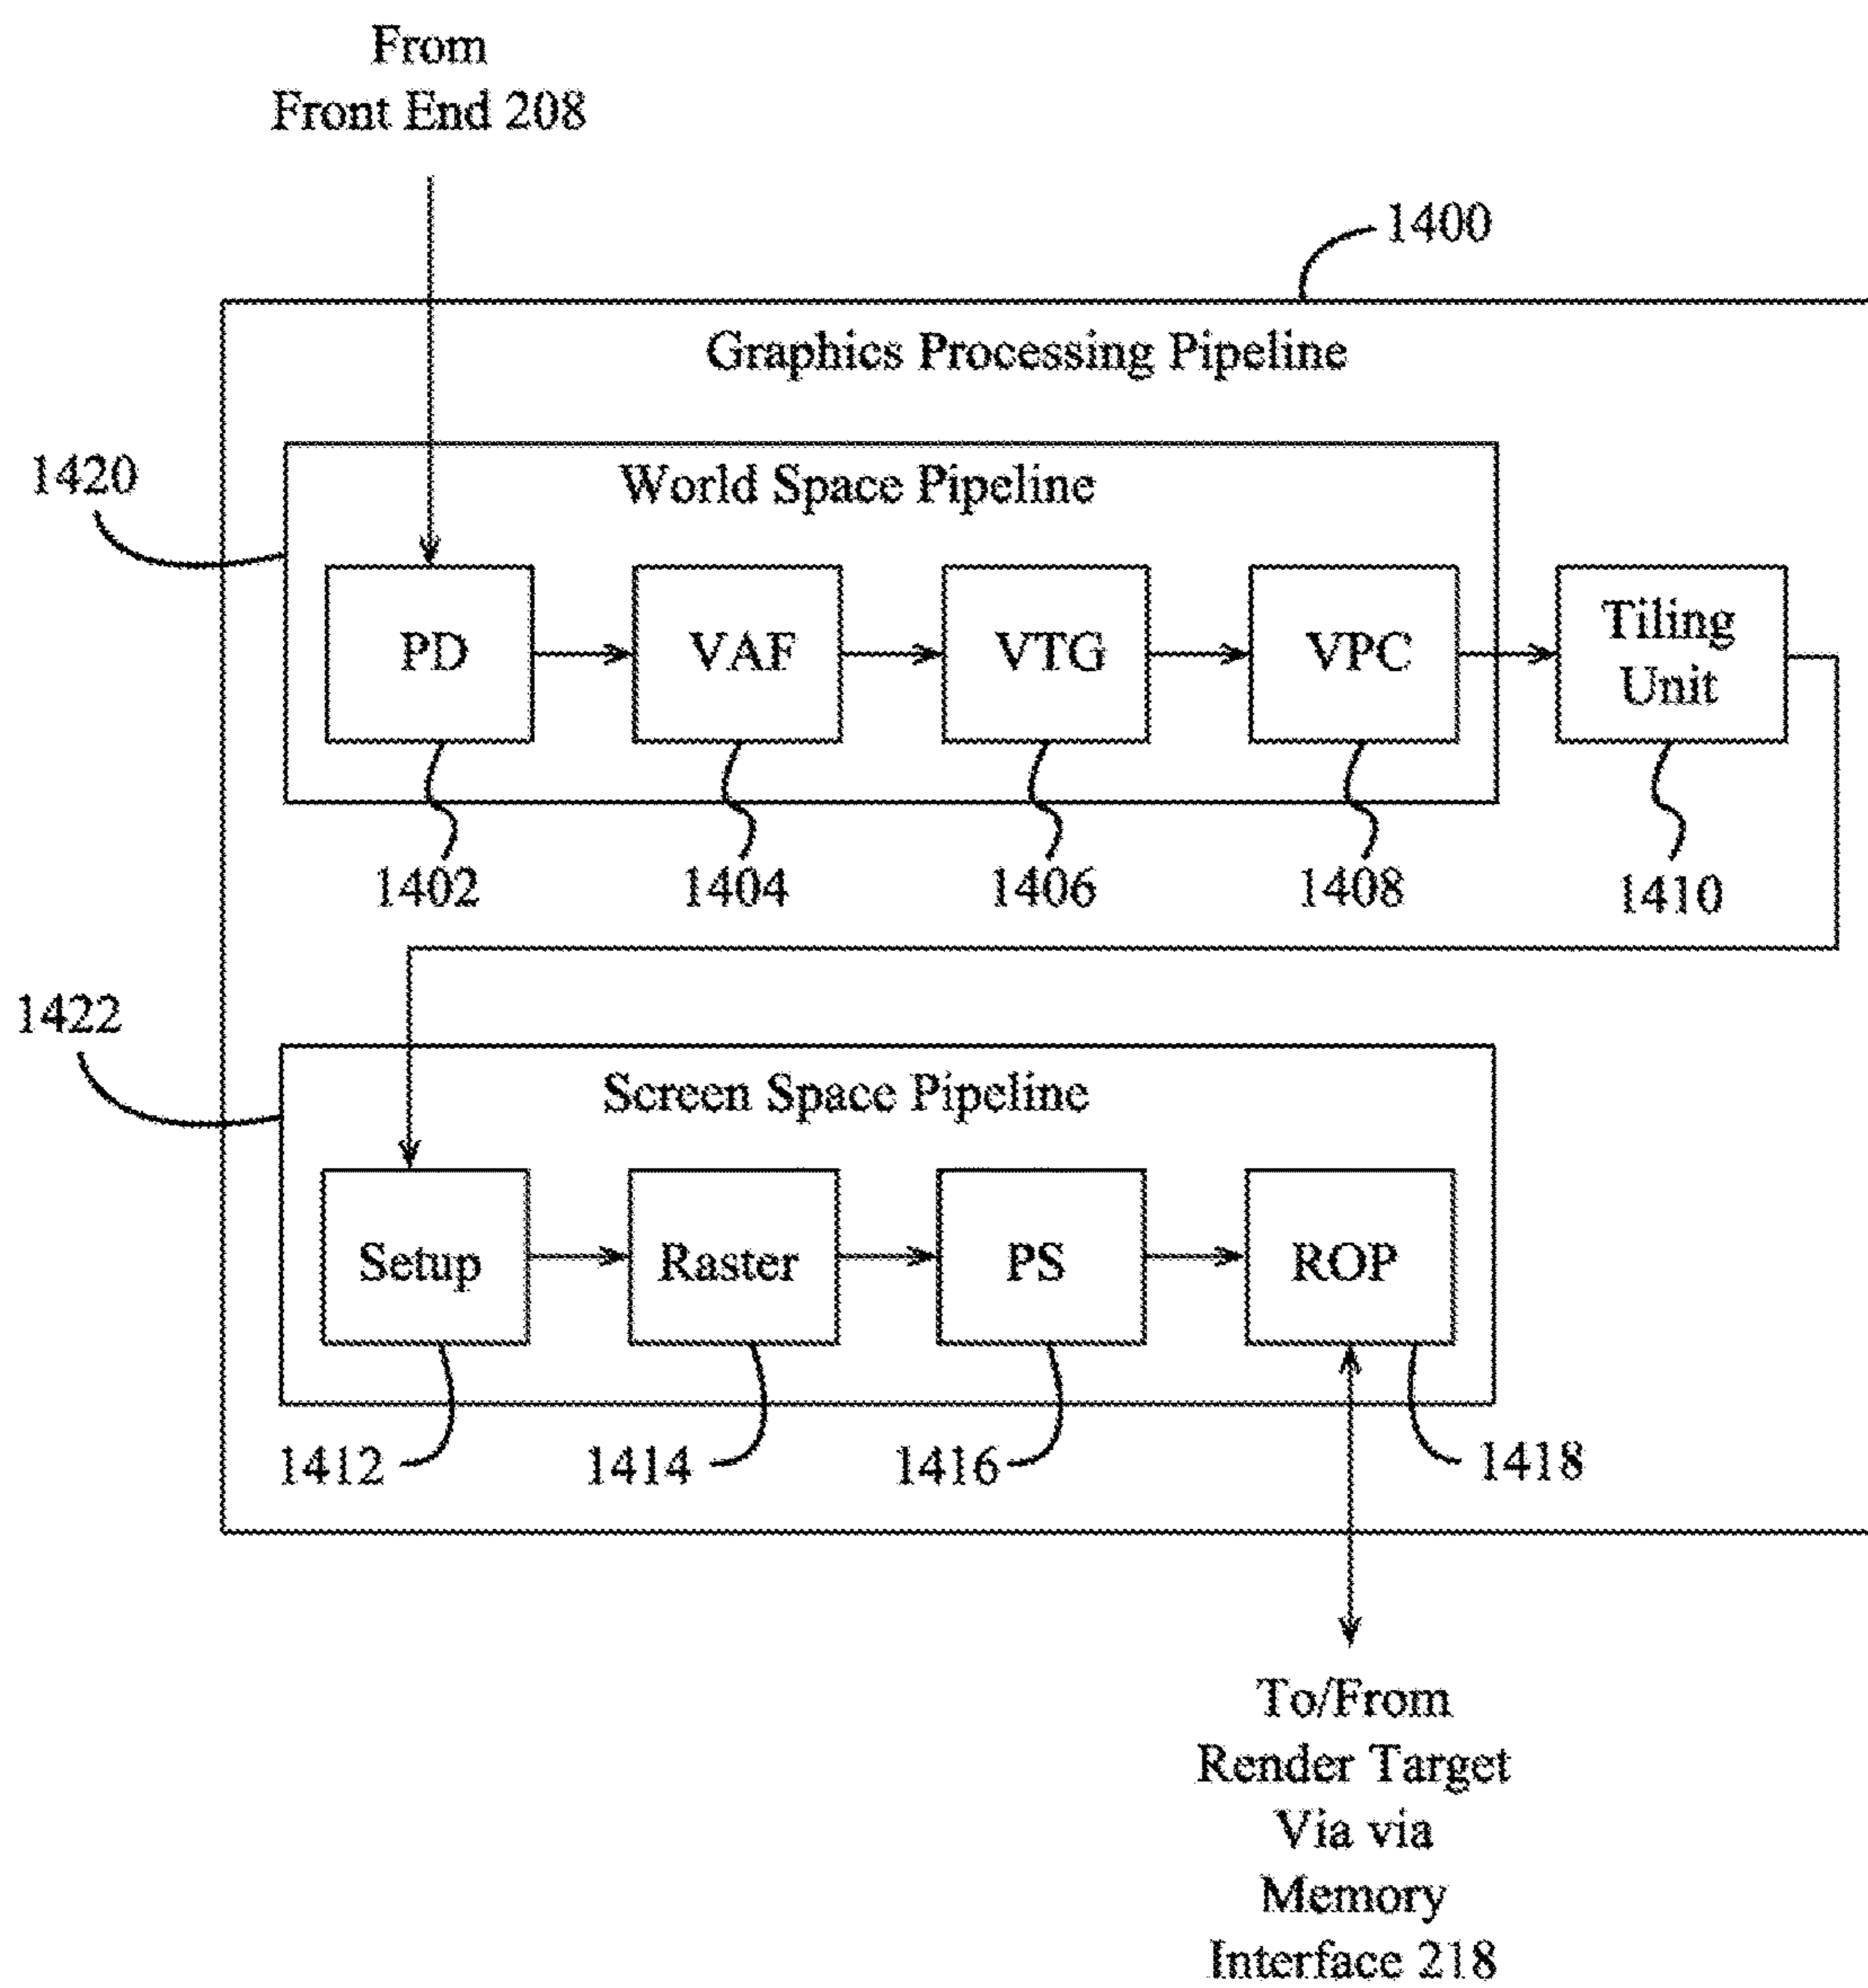 From
Front End 208
1400
Graphics Processing Pipeline
1420
World Space Pipeline
PD
VAF
VTG
VPC
Tiling
Unit
1402
1404
1406
1408
1410
1422
Screen Space Pipeline
Setup
Raster
PS
ROP
1412
1414
1416
1418
To/From
Render Target
Via via
Memory
Interface 218